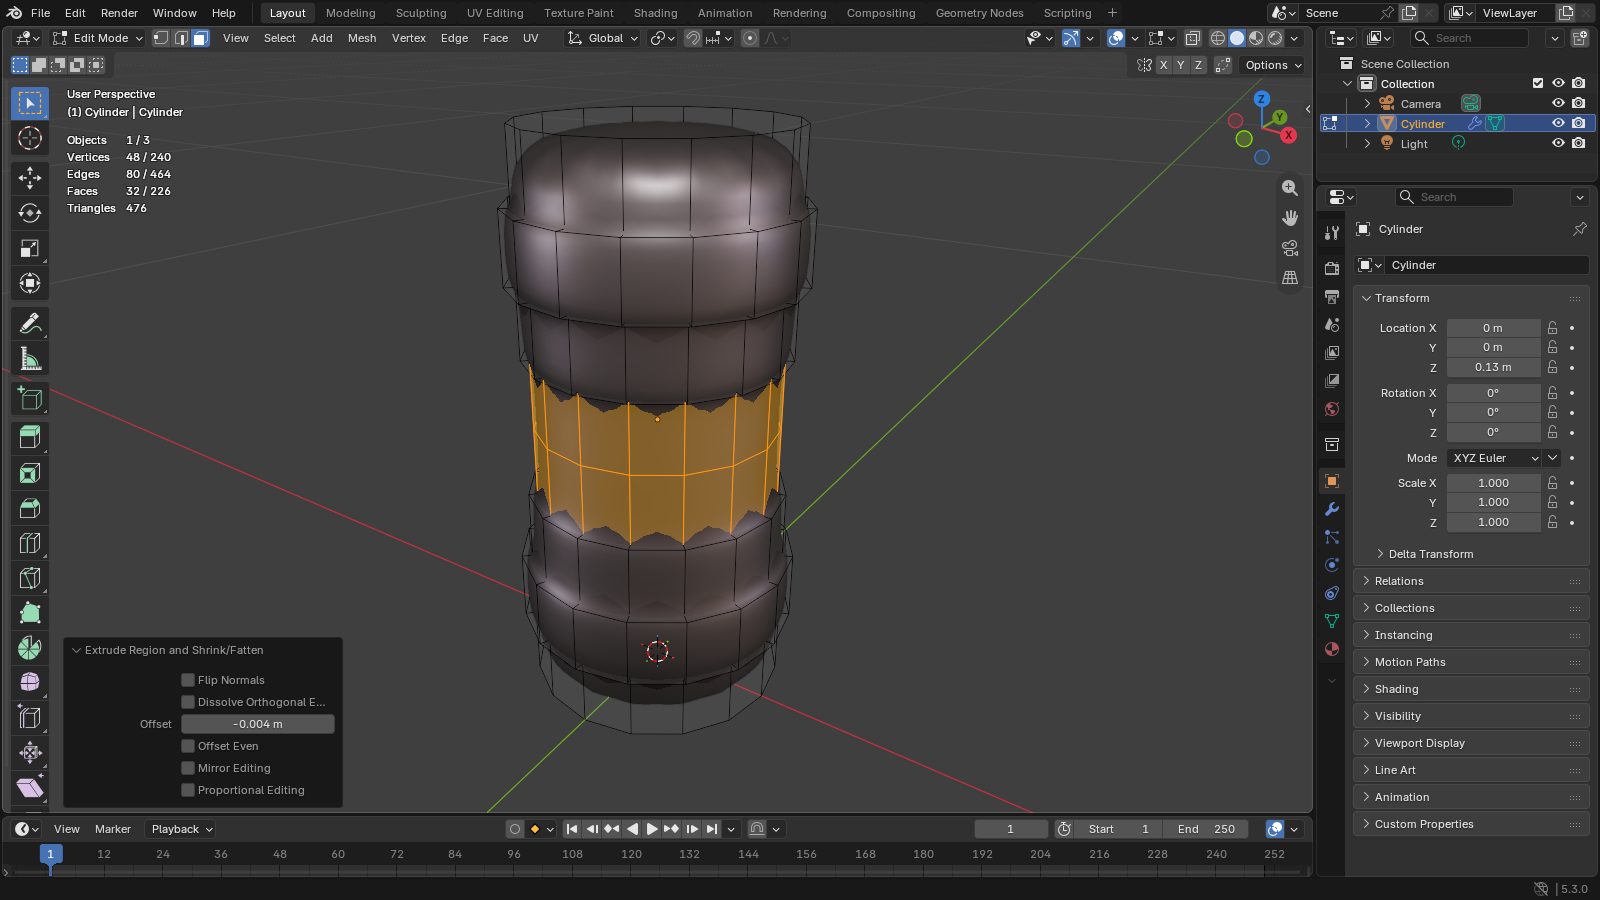 File Edit Render Window Help Layout Modeling Sculpting UV Editing Texture Paint Shading Animation Rendering Compositing Geometry Nodes Scripting + Scene ViewLayer
Edit Mode View Select Add Mesh Vertex Edge Face UV Global Search
X Y Z Options
Scene Collection
Collection
Camera
Cylinder
Light
User Perspective
(1) Cylinder | Cylinder
Objects 1 / 3
Vertices 48 / 240
Edges 80 / 464
Faces 32 / 226
Triangles 476
Z
Y
X
Search
Cylinder
Cylinder
Transform
Location X 0 m
Y 0 m
Z 0.13 m
Rotation X 0°
Y 0°
Z 0°
Mode XYZ Euler
Scale X 1.000
Y 1.000
Z 1.000
Delta Transform
Relations
Collections
Instancing
Motion Paths
Shading
Visibility
Viewport Display
Line Art
Animation
Custom Properties
Extrude Region and Shrink/Fatten
Flip Normals
Dissolve Orthogonal E...
Offset -0.004 m
Offset Even
Mirror Editing
Proportional Editing
View Marker Playback 1 Start 1 End 250
1 12 24 36 48 60 72 84 96 108 120 132 144 156 168 180 192 204 216 228 240 252
5.3.0